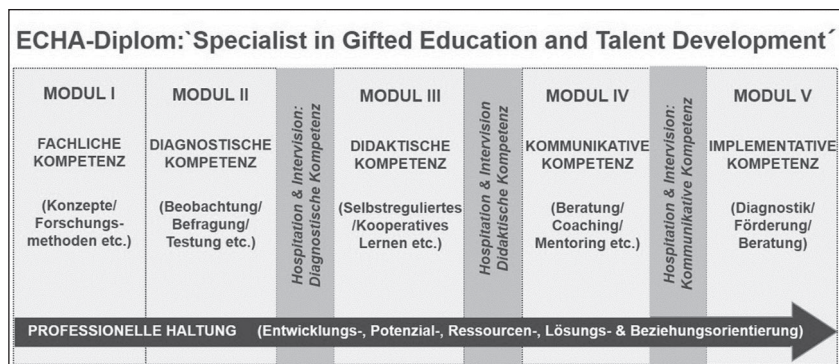 ECHA-Diplom:`Specialist in Gifted Education and Talent Development´
MODUL I
FACHLICHE
KOMPETENZ
(Konzepte/
Forschungs-
methoden etc.)
MODUL II
DIAGNOSTISCHE
KOMPETENZ
(Beobachtung/
Befragung/
Testung etc.)
Hospitation & Intervision:
Diagnostische Kompetenz
MODUL III
DIDAKTISCHE
KOMPETENZ
(Selbstreguliertes
/Kooperatives
Lernen etc.)
Hospitation & Intervision
Didaktische Kompetenz
MODUL IV
KOMMUNIKATIVE
KOMPETENZ
(Beratung/
Coaching/
Mentoring etc.)
Hospitation & Intervision:
Kommunikative Kompetenz
MODUL V
IMPLEMENTATIVE
KOMPETENZ
(Diagnostik/
Förderung/
Beratung)
PROFESSIONELLE HALTUNG (Entwicklungs-, Potenzial-, Ressourcen-, Lösungs- & Beziehungsorientierung)